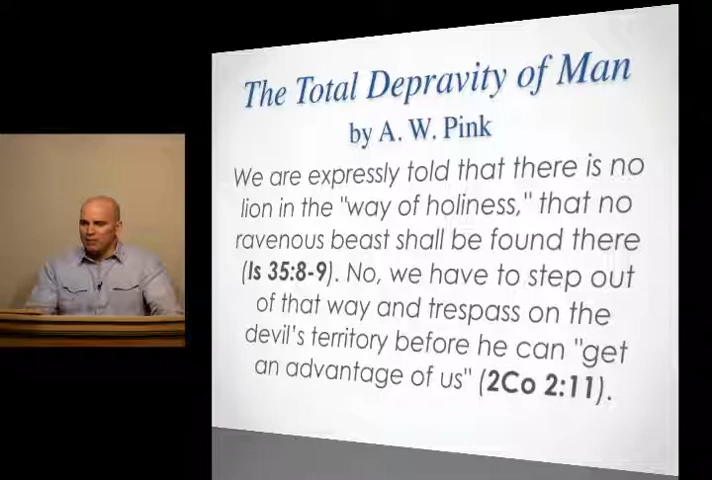 The Total Depravity of Man
by A. W. Pink
We are expressly told that there is no
lion in the "way of holiness," that no
ravenous beast shall be found there
(Is 35:8-9). No, we have to step out
of that way and trespass on the
devil's territory before he can "get
an advantage of us" (2Co 2:11).